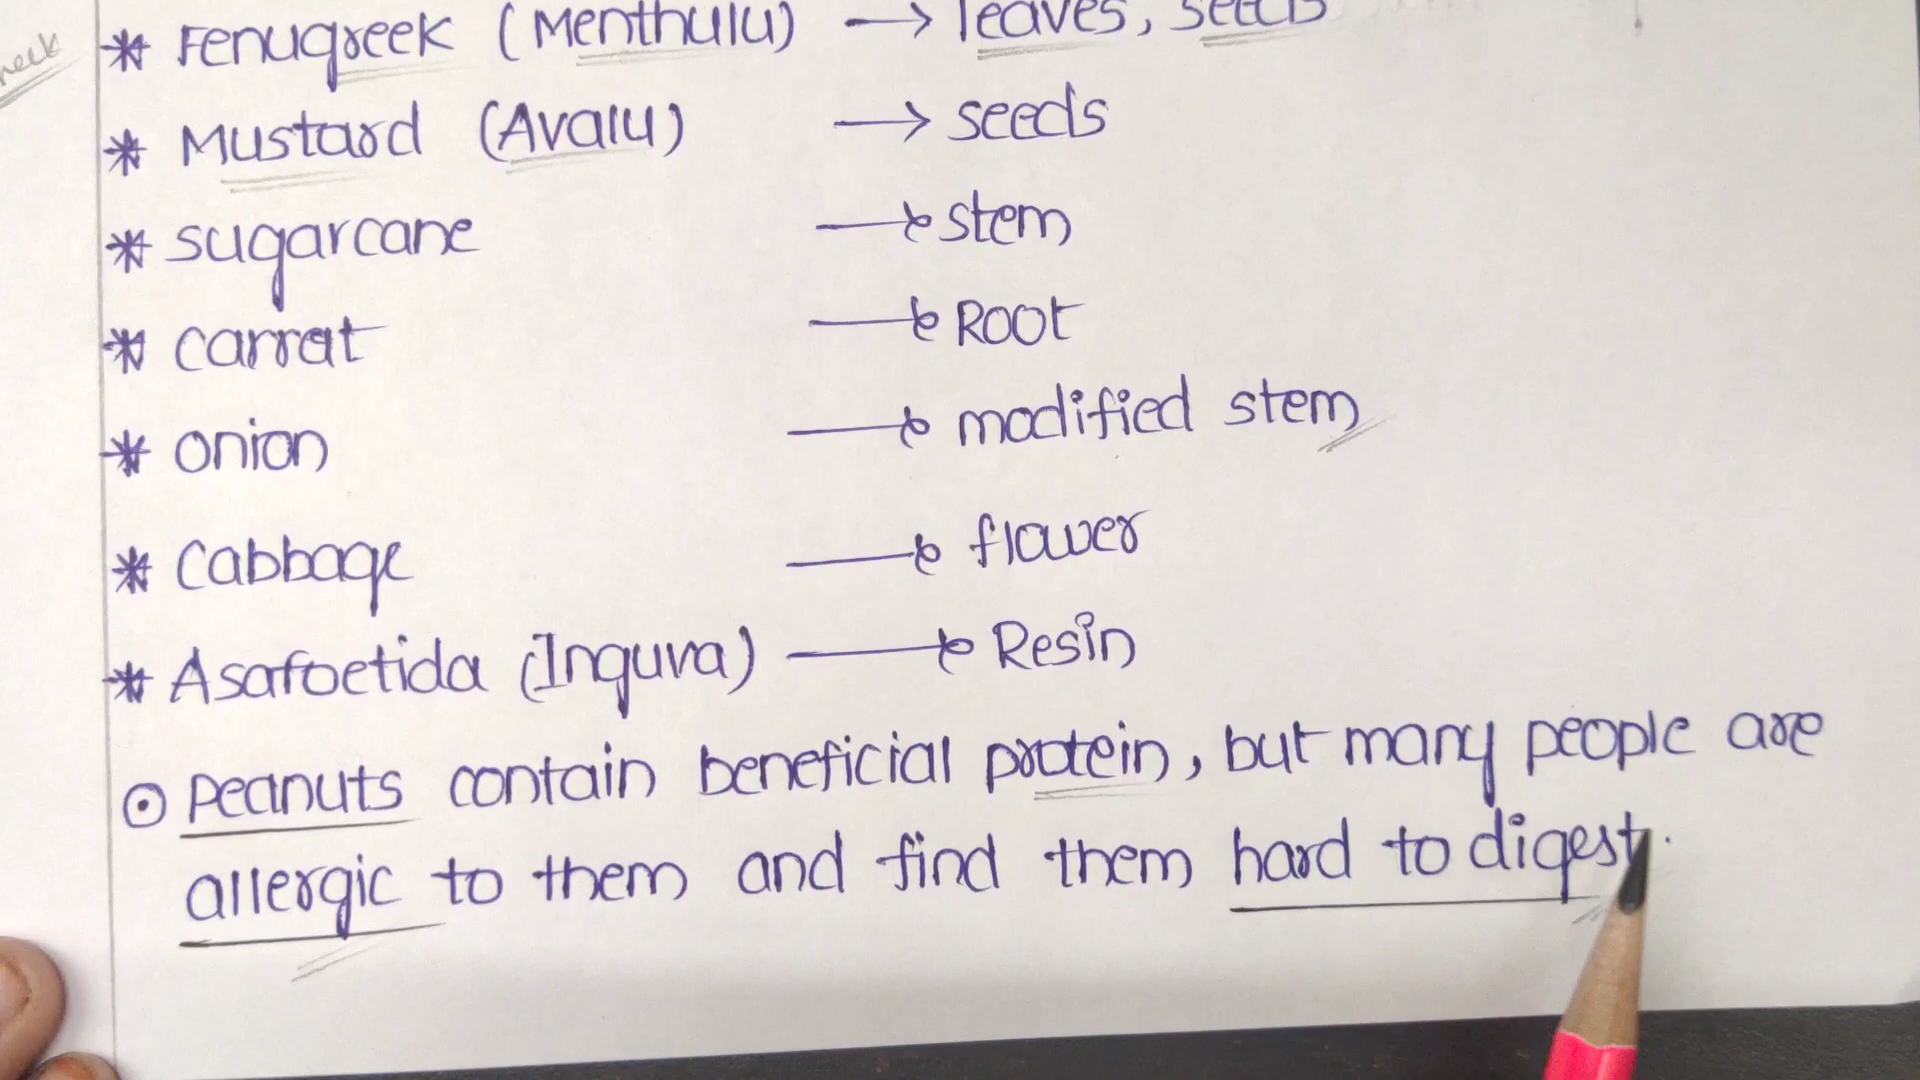 * Fenugreek (Menthulu) → leaves, seeds
* Mustard (Avalu) → seeds
* sugarcane → stem
* carrat → Root
* onion → modified stem
* Cabbage → flower
* Asafoetida (Inguva) → Resin
⊙ Peanuts contain beneficial protein, but many people are
allergic to them and find them hard to digest.